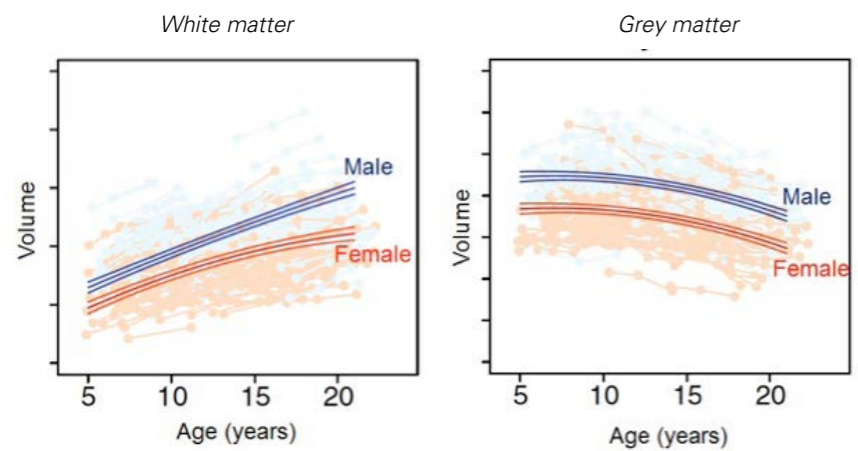 White matter
Grey matter
Volume
Male
Female
5 10 15 20
Age (years)
Volume
Male
Female
5 10 15 20
Age (years)